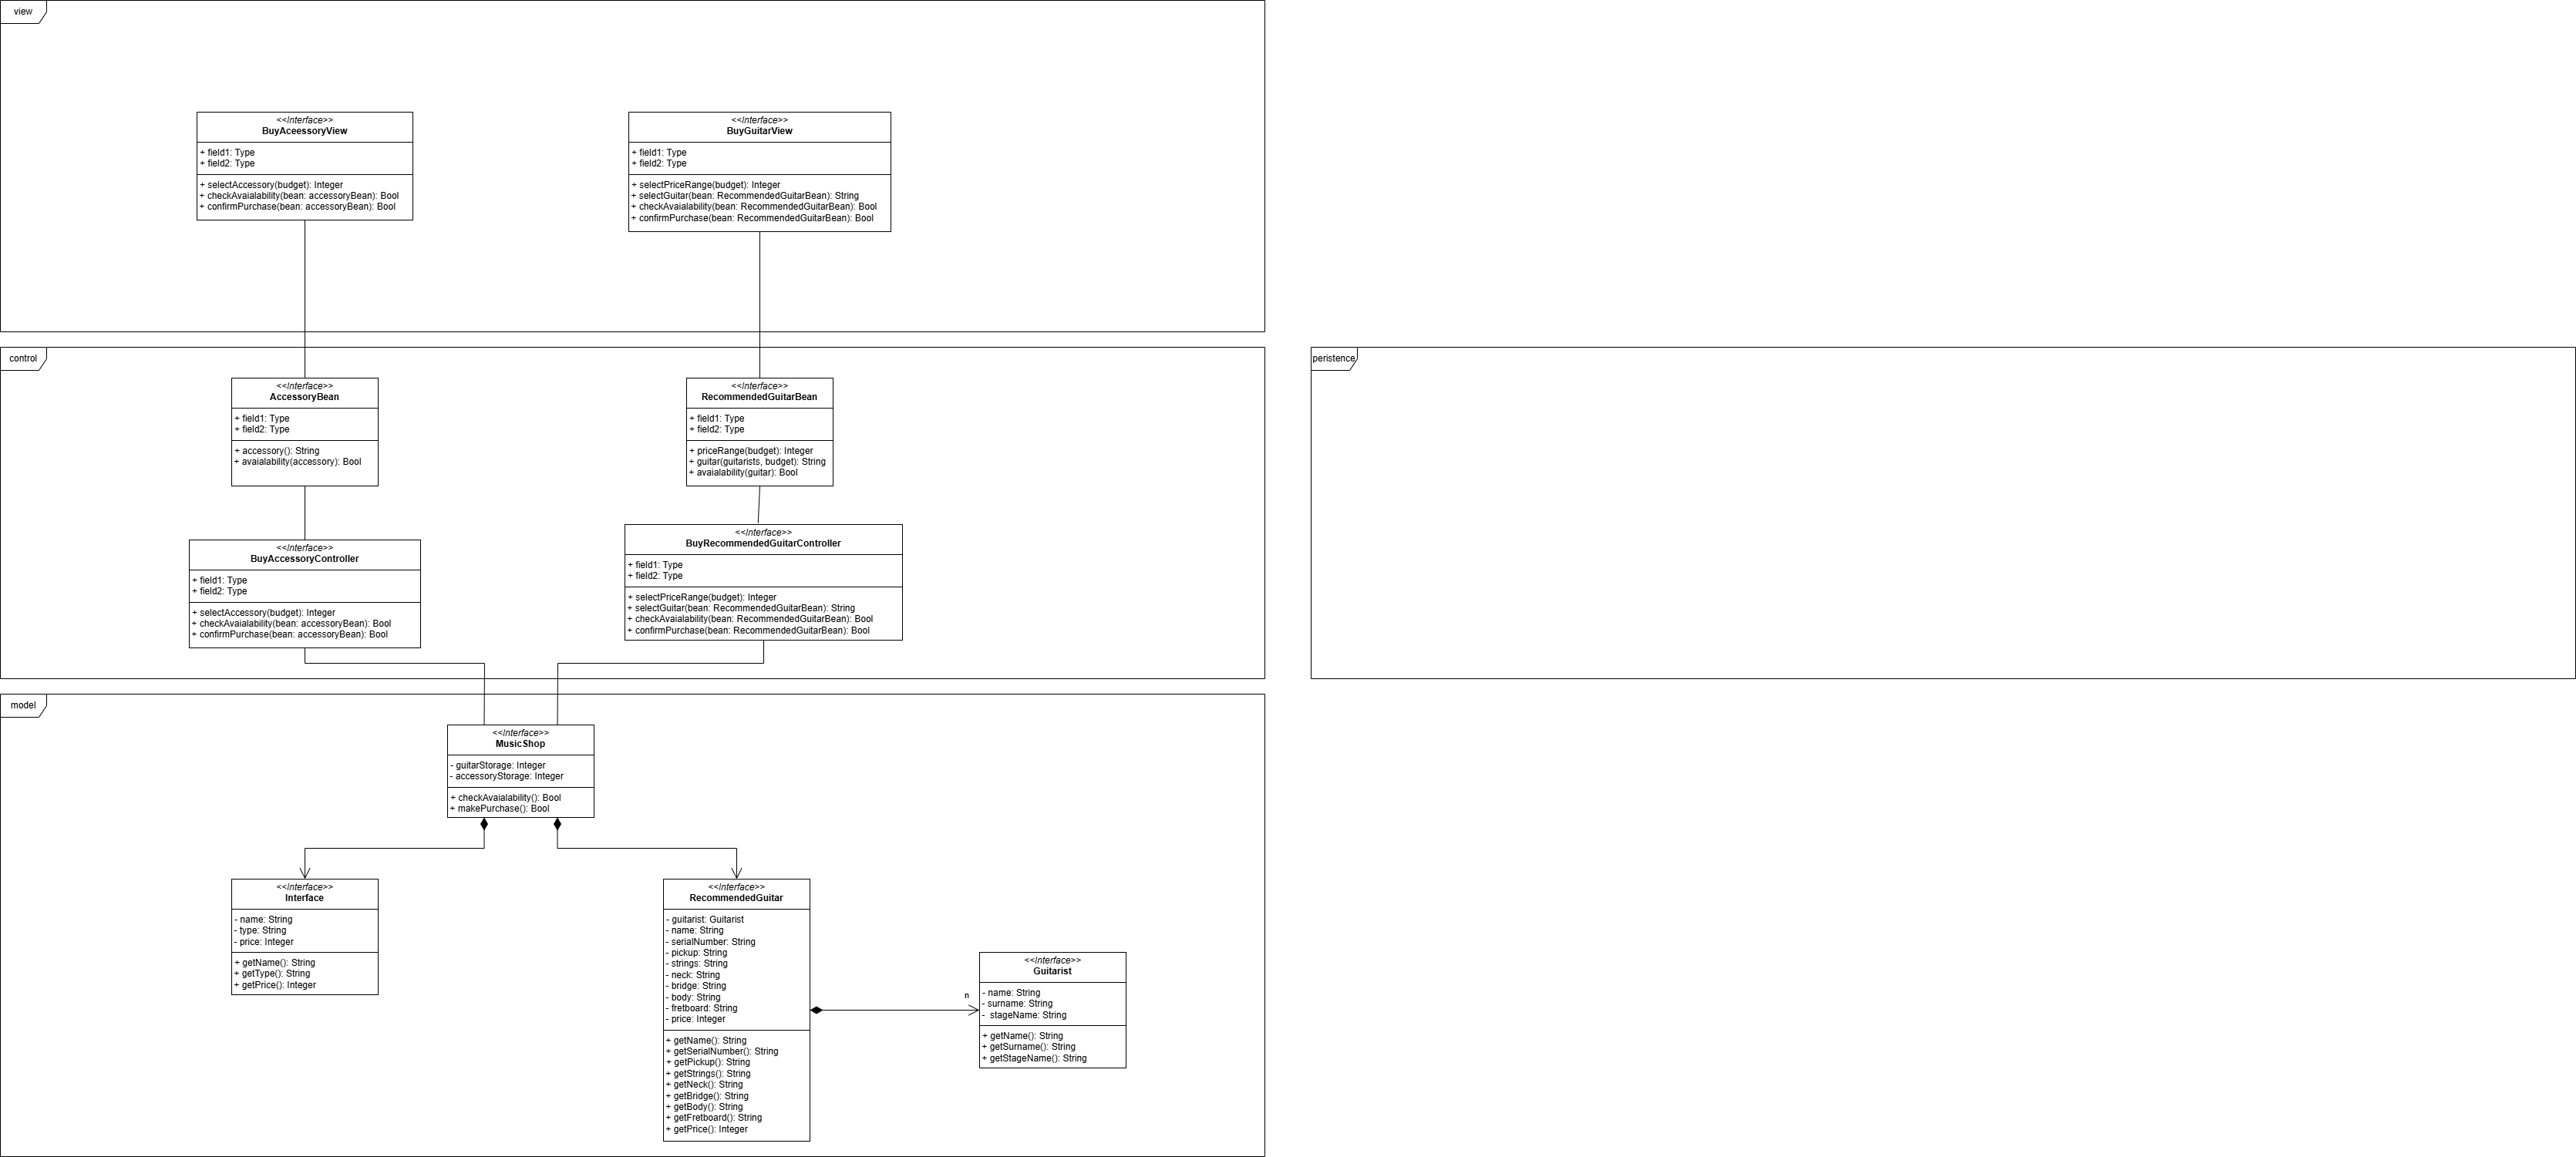 view
<<Interface>>
BuyAceessoryView
+ field1: Type
+ field2: Type
+ selectAccessory(budget): Integer
+ checkAvaialability(bean: accessoryBean): Bool
+ confirmPurchase(bean: accessoryBean): Bool
<<Interface>>
BuyGuitarView
+ field1: Type
+ field2: Type
+ selectPriceRange(budget): Integer
+ selectGuitar(bean: RecommendedGuitarBean): String
+ checkAvaialability(bean: RecommendedGuitarBean): Bool
+ confirmPurchase(bean: RecommendedGuitarBean): Bool
control
<<Interface>>
AccessoryBean
+ field1: Type
+ field2: Type
+ accessory(): String
+ avaialability(accessory): Bool
<<Interface>>
RecommendedGuitarBean
+ field1: Type
+ field2: Type
+ priceRange(budget): Integer
+ guitar(guitarists, budget): String
+ avaialability(guitar): Bool
<<Interface>>
BuyAccessoryController
+ field1: Type
+ field2: Type
+ selectAccessory(budget): Integer
+ checkAvaialability(bean: accessoryBean): Bool
+ confirmPurchase(bean: accessoryBean): Bool
<<Interface>>
BuyRecommendedGuitarController
+ field1: Type
+ field2: Type
+ selectPriceRange(budget): Integer
+ selectGuitar(bean: RecommendedGuitarBean): String
+ checkAvaialability(bean: RecommendedGuitarBean): Bool
+ confirmPurchase(bean: RecommendedGuitarBean): Bool
peristence
model
<<Interface>>
MusicShop
- guitarStorage: Integer
- accessoryStorage: Integer
+ checkAvaialability(): Bool
+ makePurchase(): Bool
<<Interface>>
Interface
- name: String
- type: String
- price: Integer
+ getName(): String
+ getType(): String
+ getPrice(): Integer
<<Interface>>
RecommendedGuitar
- guitarist: Guitarist
- name: String
- serialNumber: String
- pickup: String
- strings: String
- neck: String
- bridge: String
- body: String
- fretboard: String
- price: Integer
+ getName(): String
+ getSerialNumber(): String
+ getPickup(): String
+ getStrings(): String
+ getNeck(): String
+ getBridge(): String
+ getBody(): String
+ getFretboard(): String
+ getPrice(): Integer
n
<<Interface>>
Guitarist
- name: String
- surname: String
- stageName: String
+ getName(): String
+ getSurname(): String
+ getStageName(): String